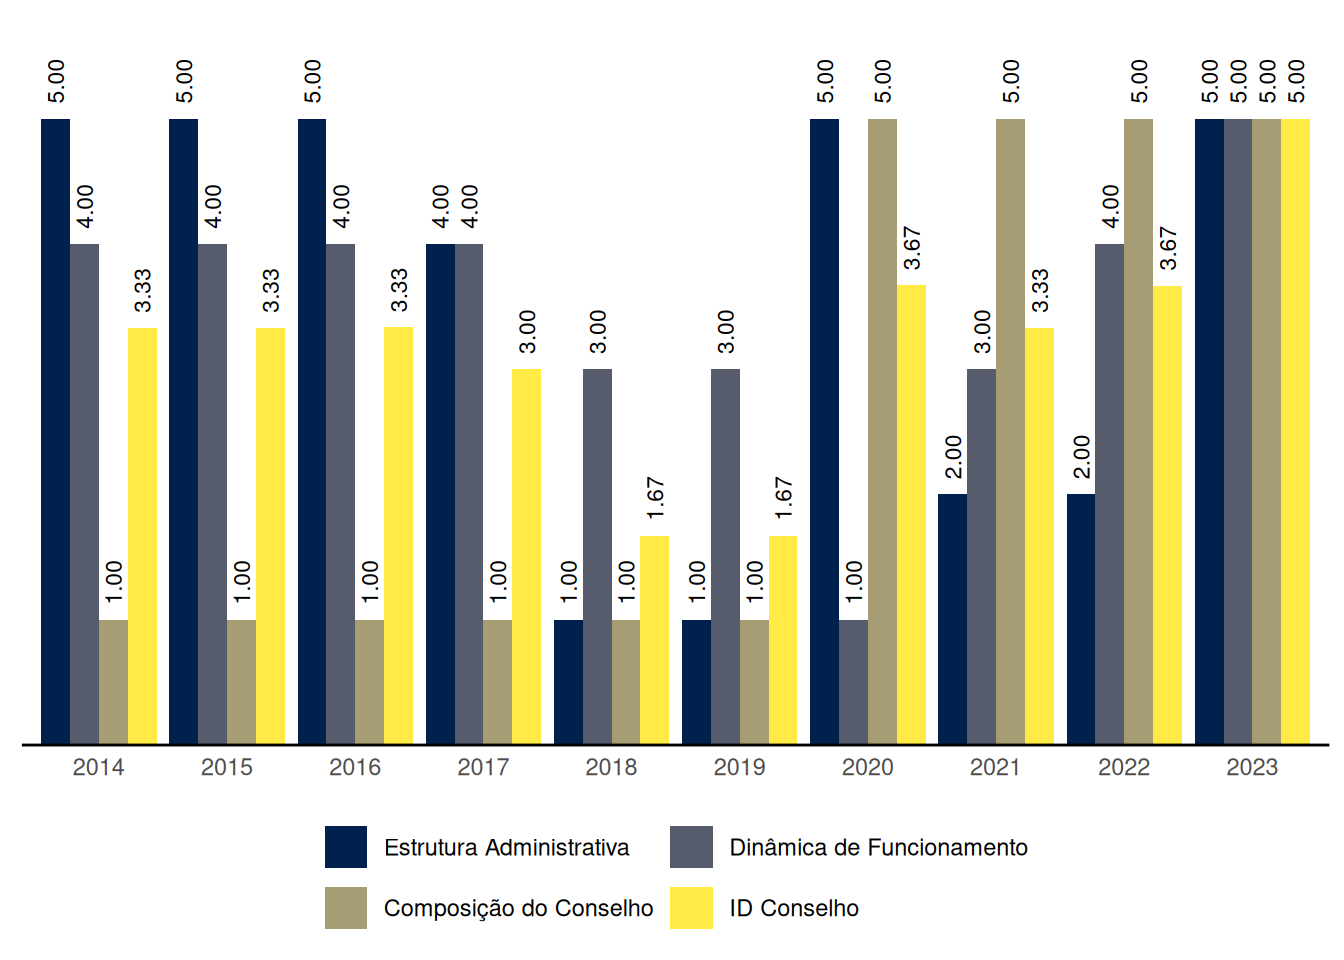 5.00 4.00 1.00 3.33 5.00 4.00 1.00 3.33 5.00 4.00 1.00 3.33 4.00 4.00 1.00 3.00 1.00 3.00 1.00 1.67 1.00 3.00 1.00 1.67 5.00 1.00 5.00 3.67 2.00 3.00 5.00 3.33 2.00 4.00 5.00 3.67 5.00 5.00 5.00 5.00
2014 2015 2016 2017 2018 2019 2020 2021 2022 2023
Estrutura Administrativa Dinâmica de Funcionamento
Composição do Conselho ID Conselho